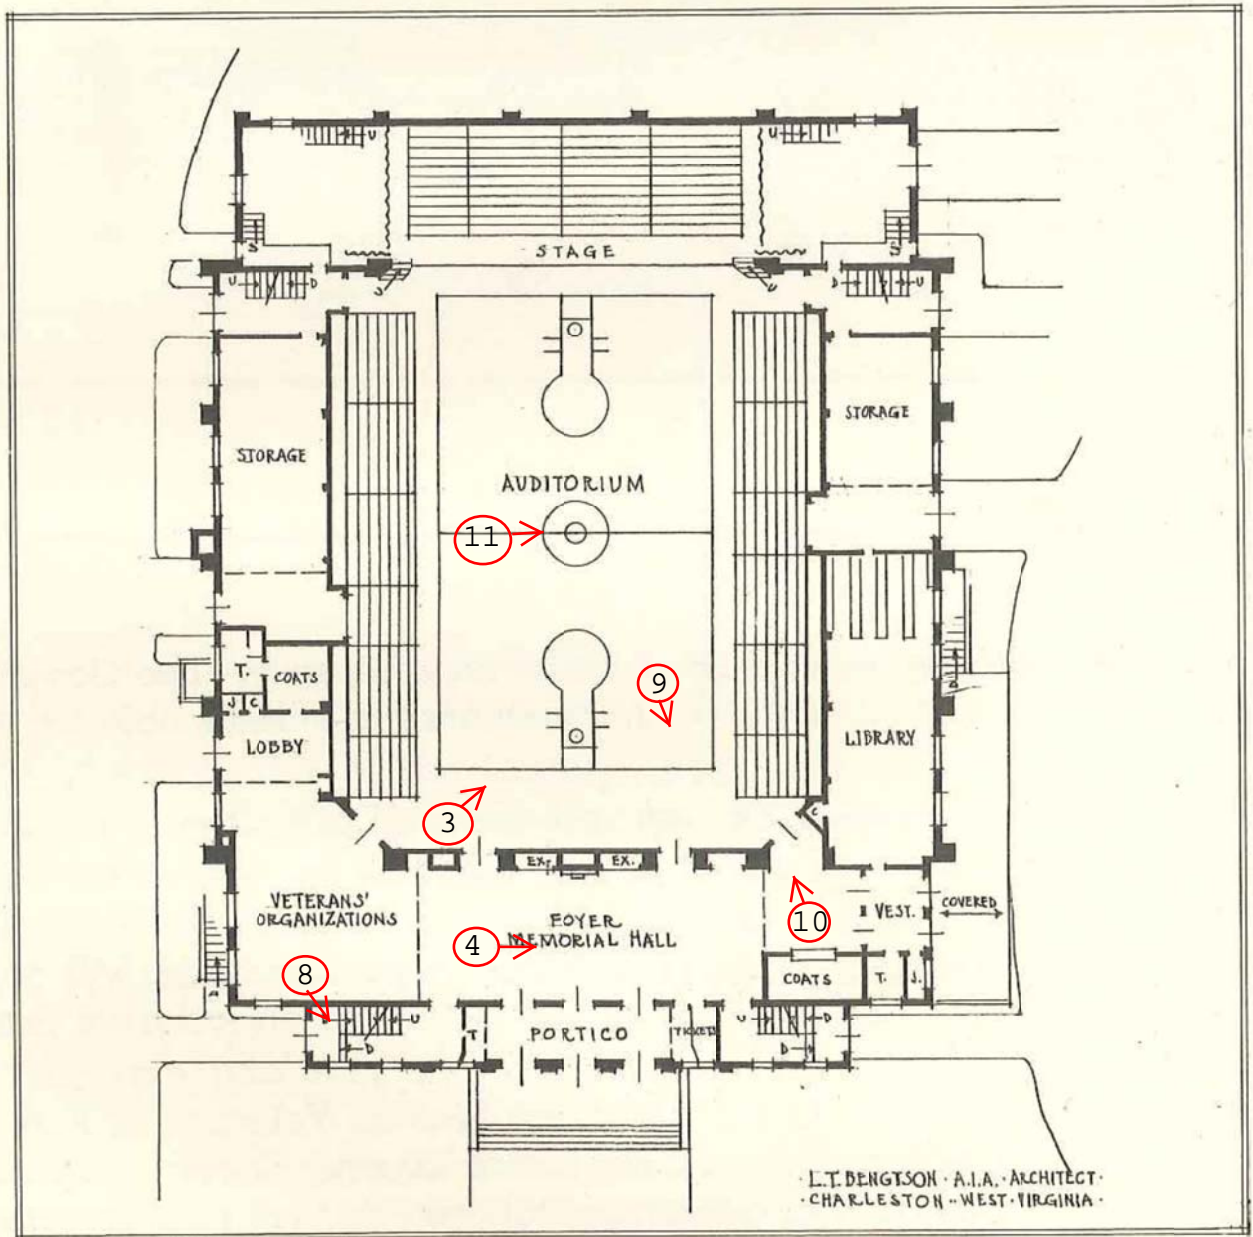 U
U
STAGE
U
D
D
U
U
U
STORAGE
STORAGE
AUDITORIUM
11
T.
COATS
J
C
LOBBY
9
LIBRARY
3
C
EX.
EX.
VETERANS'
ORGANIZATIONS
FOYER
MEMORIAL HALL
4
10
VEST.
COVERED
8
COATS
T.
J.
D
D
U
D
T
PORTICO
TICKETS
U
D
D
· L.T. BENGTSON · A.I.A. · ARCHITECT ·
· CHARLESTON · WEST · VIRGINIA ·